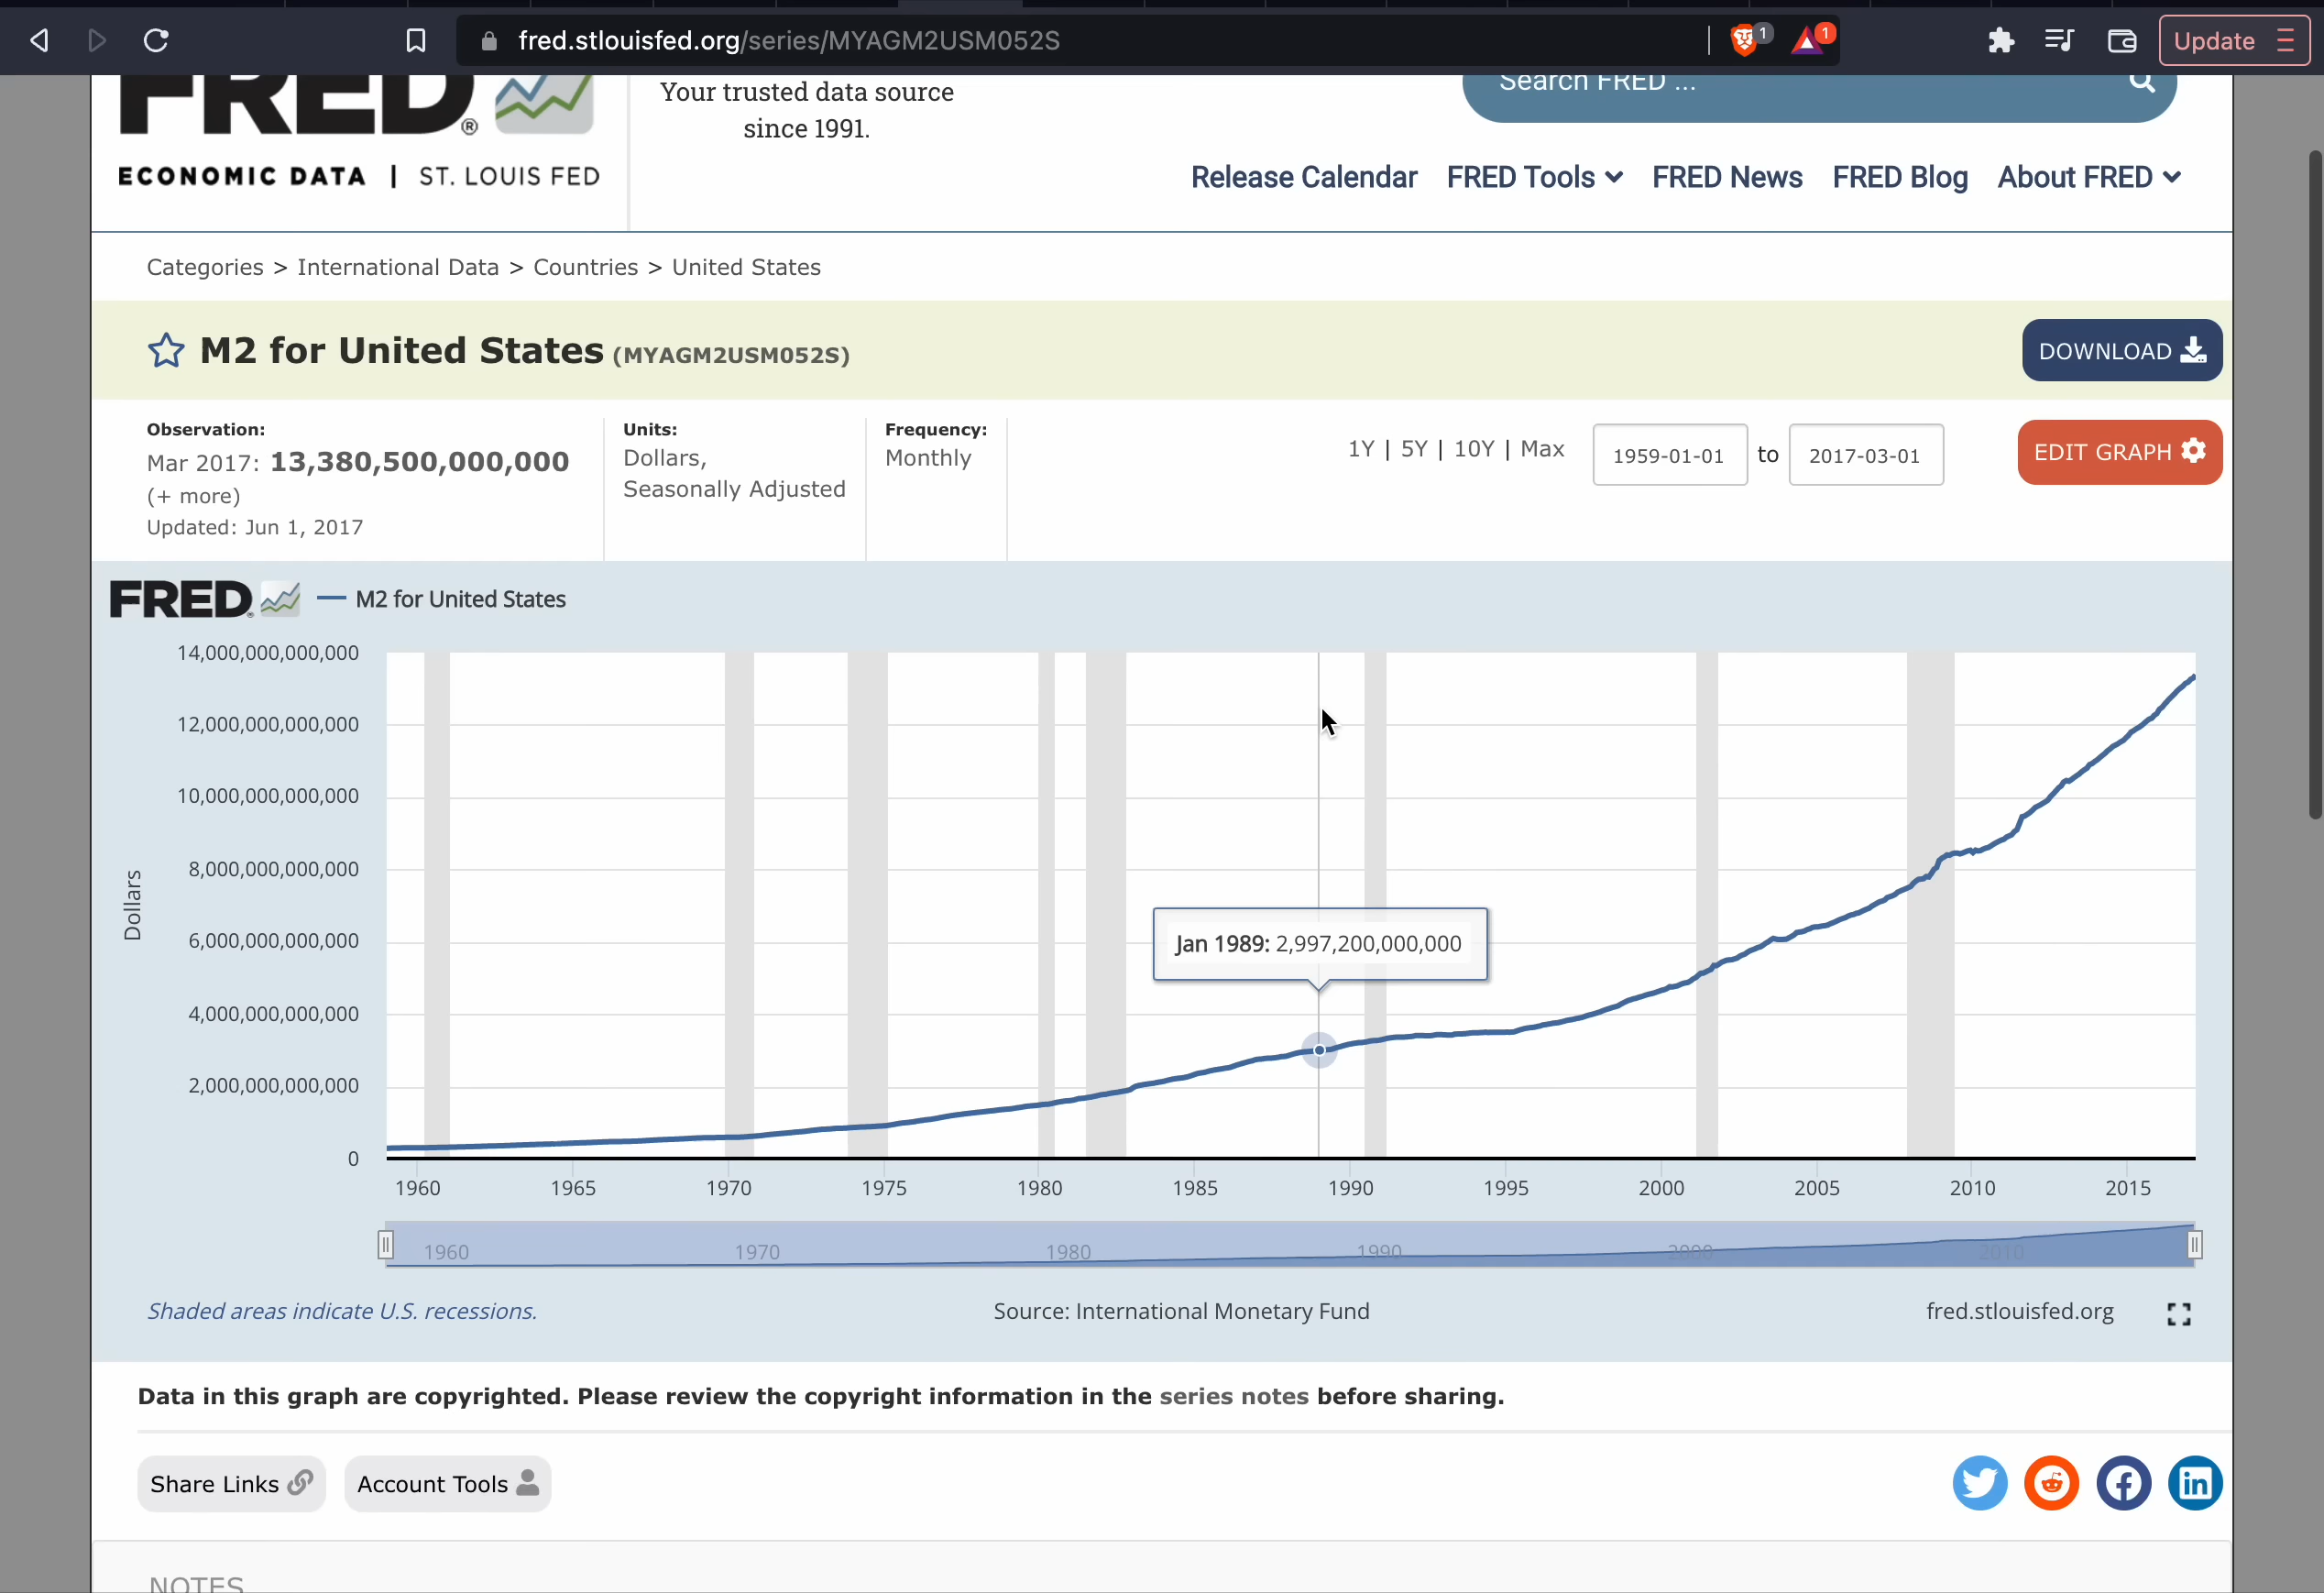 fred.stlouisfed.org/series/MYAGM2USM052S
1
1
Update
FRED®
Your trusted data source
since 1991.
Search FRED ...
ECONOMIC DATA | ST. LOUIS FED
Release Calendar FRED Tools FRED News FRED Blog About FRED
Categories > International Data > Countries > United States
M2 for United States (MYAGM2USM052S)
DOWNLOAD
Observation:
Mar 2017: 13,380,500,000,000
(+ more)
Updated: Jun 1, 2017
Units:
Dollars,
Seasonally Adjusted
Frequency:
Monthly
1Y | 5Y | 10Y | Max
1959-01-01 to 2017-03-01
EDIT GRAPH
FRED M2 for United States
14,000,000,000,000
12,000,000,000,000
10,000,000,000,000
8,000,000,000,000
6,000,000,000,000
4,000,000,000,000
2,000,000,000,000
0
Dollars
Jan 1989: 2,997,200,000,000
1960 1965 1970 1975 1980 1985 1990 1995 2000 2005 2010 2015
1960 1970 1980 1990 2000 2010
Shaded areas indicate U.S. recessions.
Source: International Monetary Fund
fred.stlouisfed.org
Data in this graph are copyrighted. Please review the copyright information in the series notes before sharing.
Share Links
Account Tools
NOTES